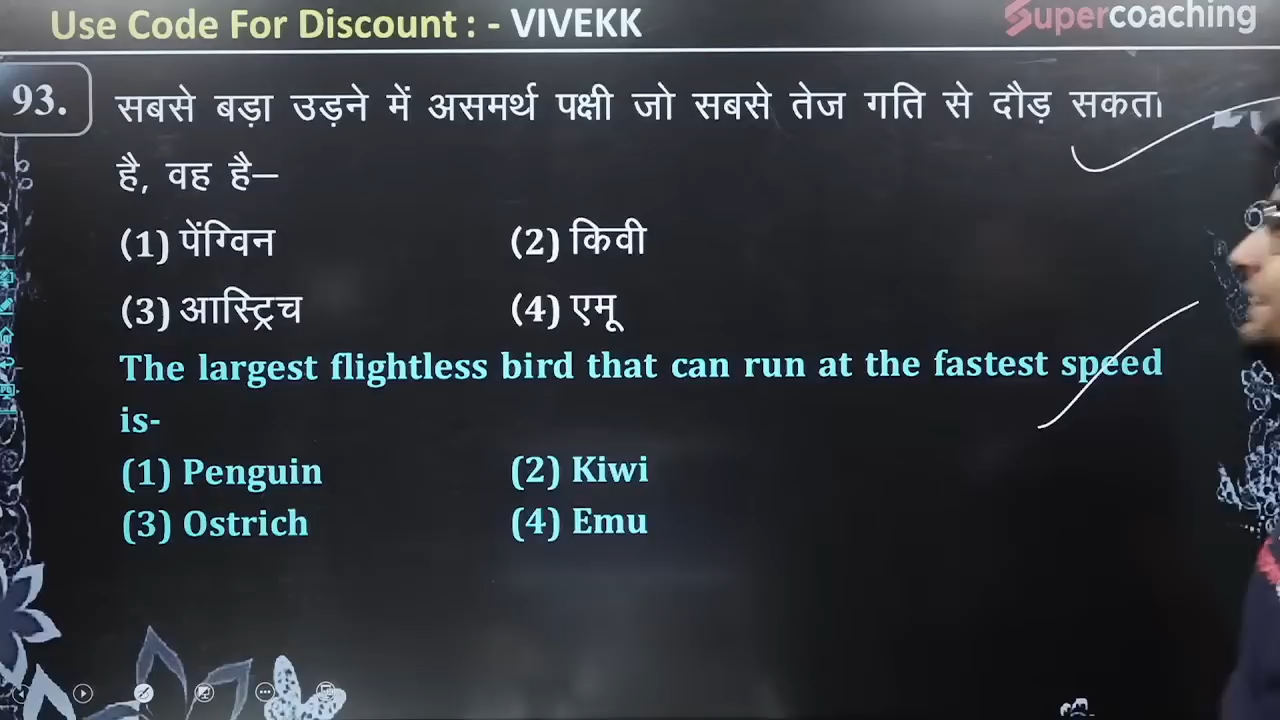 Use Code For Discount : - VIVEKK
Supercoaching
93.
सबसे बड़ा उड़ने में असमर्थ पक्षी जो सबसे तेज गति से दौड़ सकता
है, वह है–
(1) पेंग्विन (2) किवी
(3) आस्ट्रिच (4) एमू
The largest flightless bird that can run at the fastest speed
is-
(1) Penguin (2) Kiwi
(3) Ostrich (4) Emu